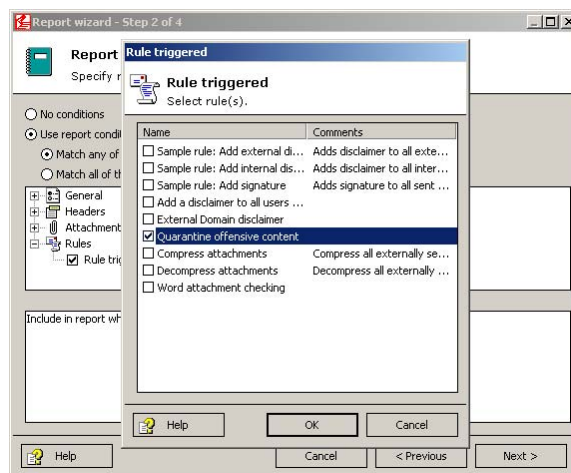 Report wizard - Step 2 of 4
Report
Specify r
No conditions
Use report condi
Match any of
Match all of th
General
Headers
Attachment
Rules
Rule trig
Include in report wh
Help
Cancel
< Previous
Next >
Rule triggered
Rule triggered
Select rule(s).
Name Comments
Sample rule: Add external di... Adds disclaimer to all exte...
Sample rule: Add internal dis... Adds disclaimer to all inter...
Sample rule: Add signature Adds signature to all sent ...
Add a disclaimer to all users ...
External Domain disclaimer
Quarantine offensive content
Compress attachments Compress all externally se...
Decompress attachments Decompress all externally ...
Word attachment checking
Help
OK
Cancel